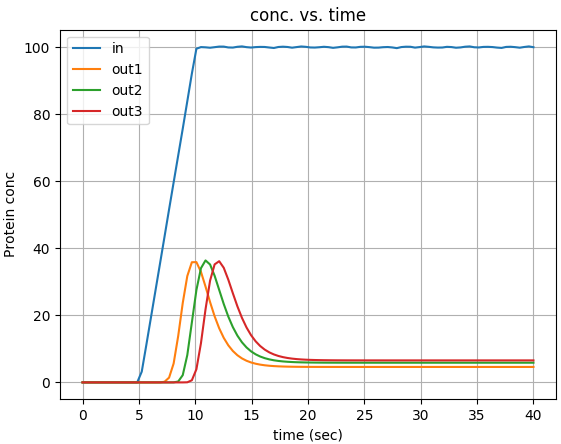 conc. vs. time
in
out1
out2
out3
Protein conc
100
80
60
40
20
0
0 5 10 15 20 25 30 35 40
time (sec)